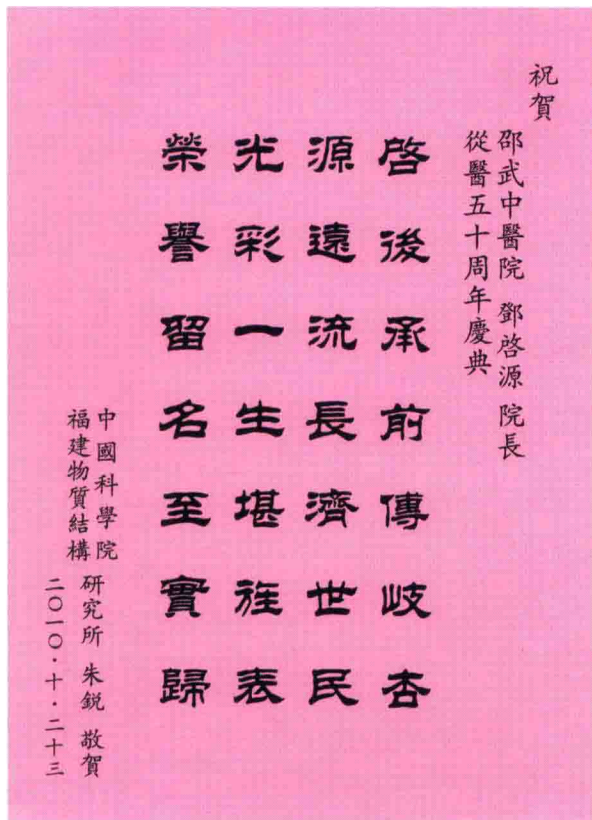 祝賀
邵武中醫院 鄧啓源 院長
從醫五十周年慶典
啓後承前傳岐杏
源遠流長濟世民
光彩一生堪旌表
榮譽留名至實歸
中國科學院
福建物質結構
研究所 朱鋭 敬賀
二〇一〇·十·二十三